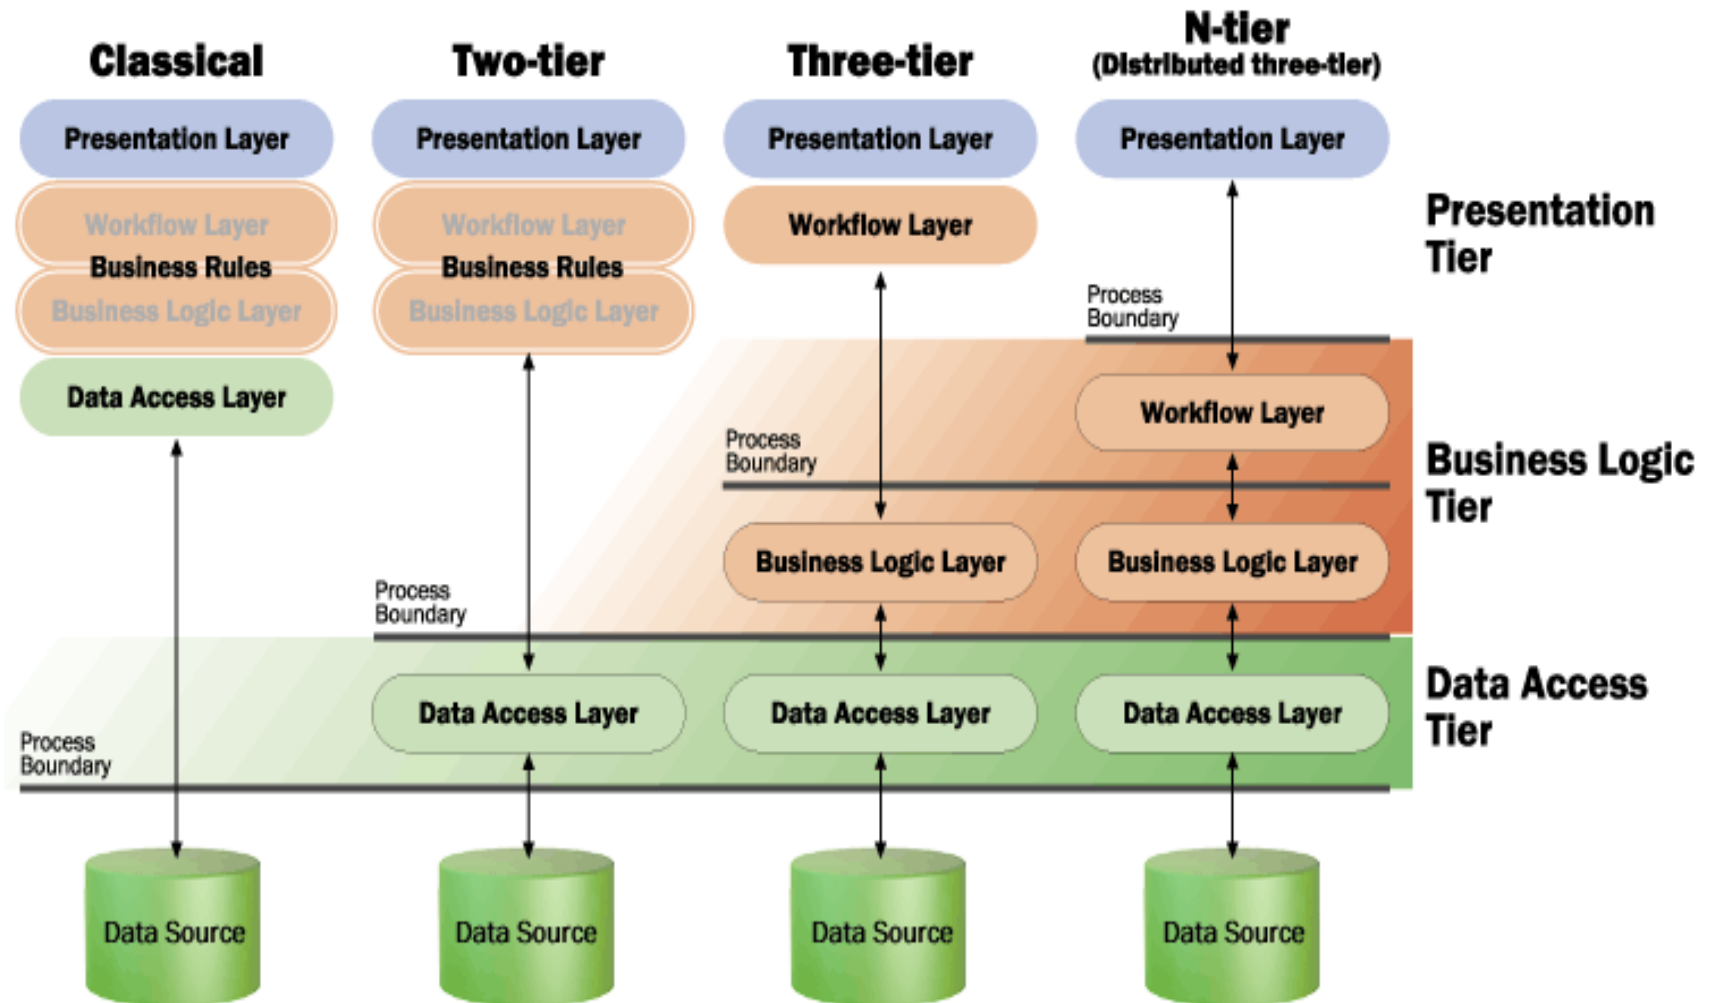 Classical
Two-tier
Three-tier
N-tier
(Distributed three-tier)
Presentation Layer
Presentation Layer
Presentation Layer
Presentation Layer
Workflow Layer
Business Rules
Business Logic Layer
Workflow Layer
Business Rules
Business Logic Layer
Workflow Layer
Presentation
Tier
Process
Boundary
Data Access Layer
Workflow Layer
Process
Boundary
Business Logic
Tier
Business Logic Layer
Business Logic Layer
Process
Boundary
Data Access Layer
Data Access Layer
Data Access Layer
Data Access
Tier
Process
Boundary
Data Source
Data Source
Data Source
Data Source